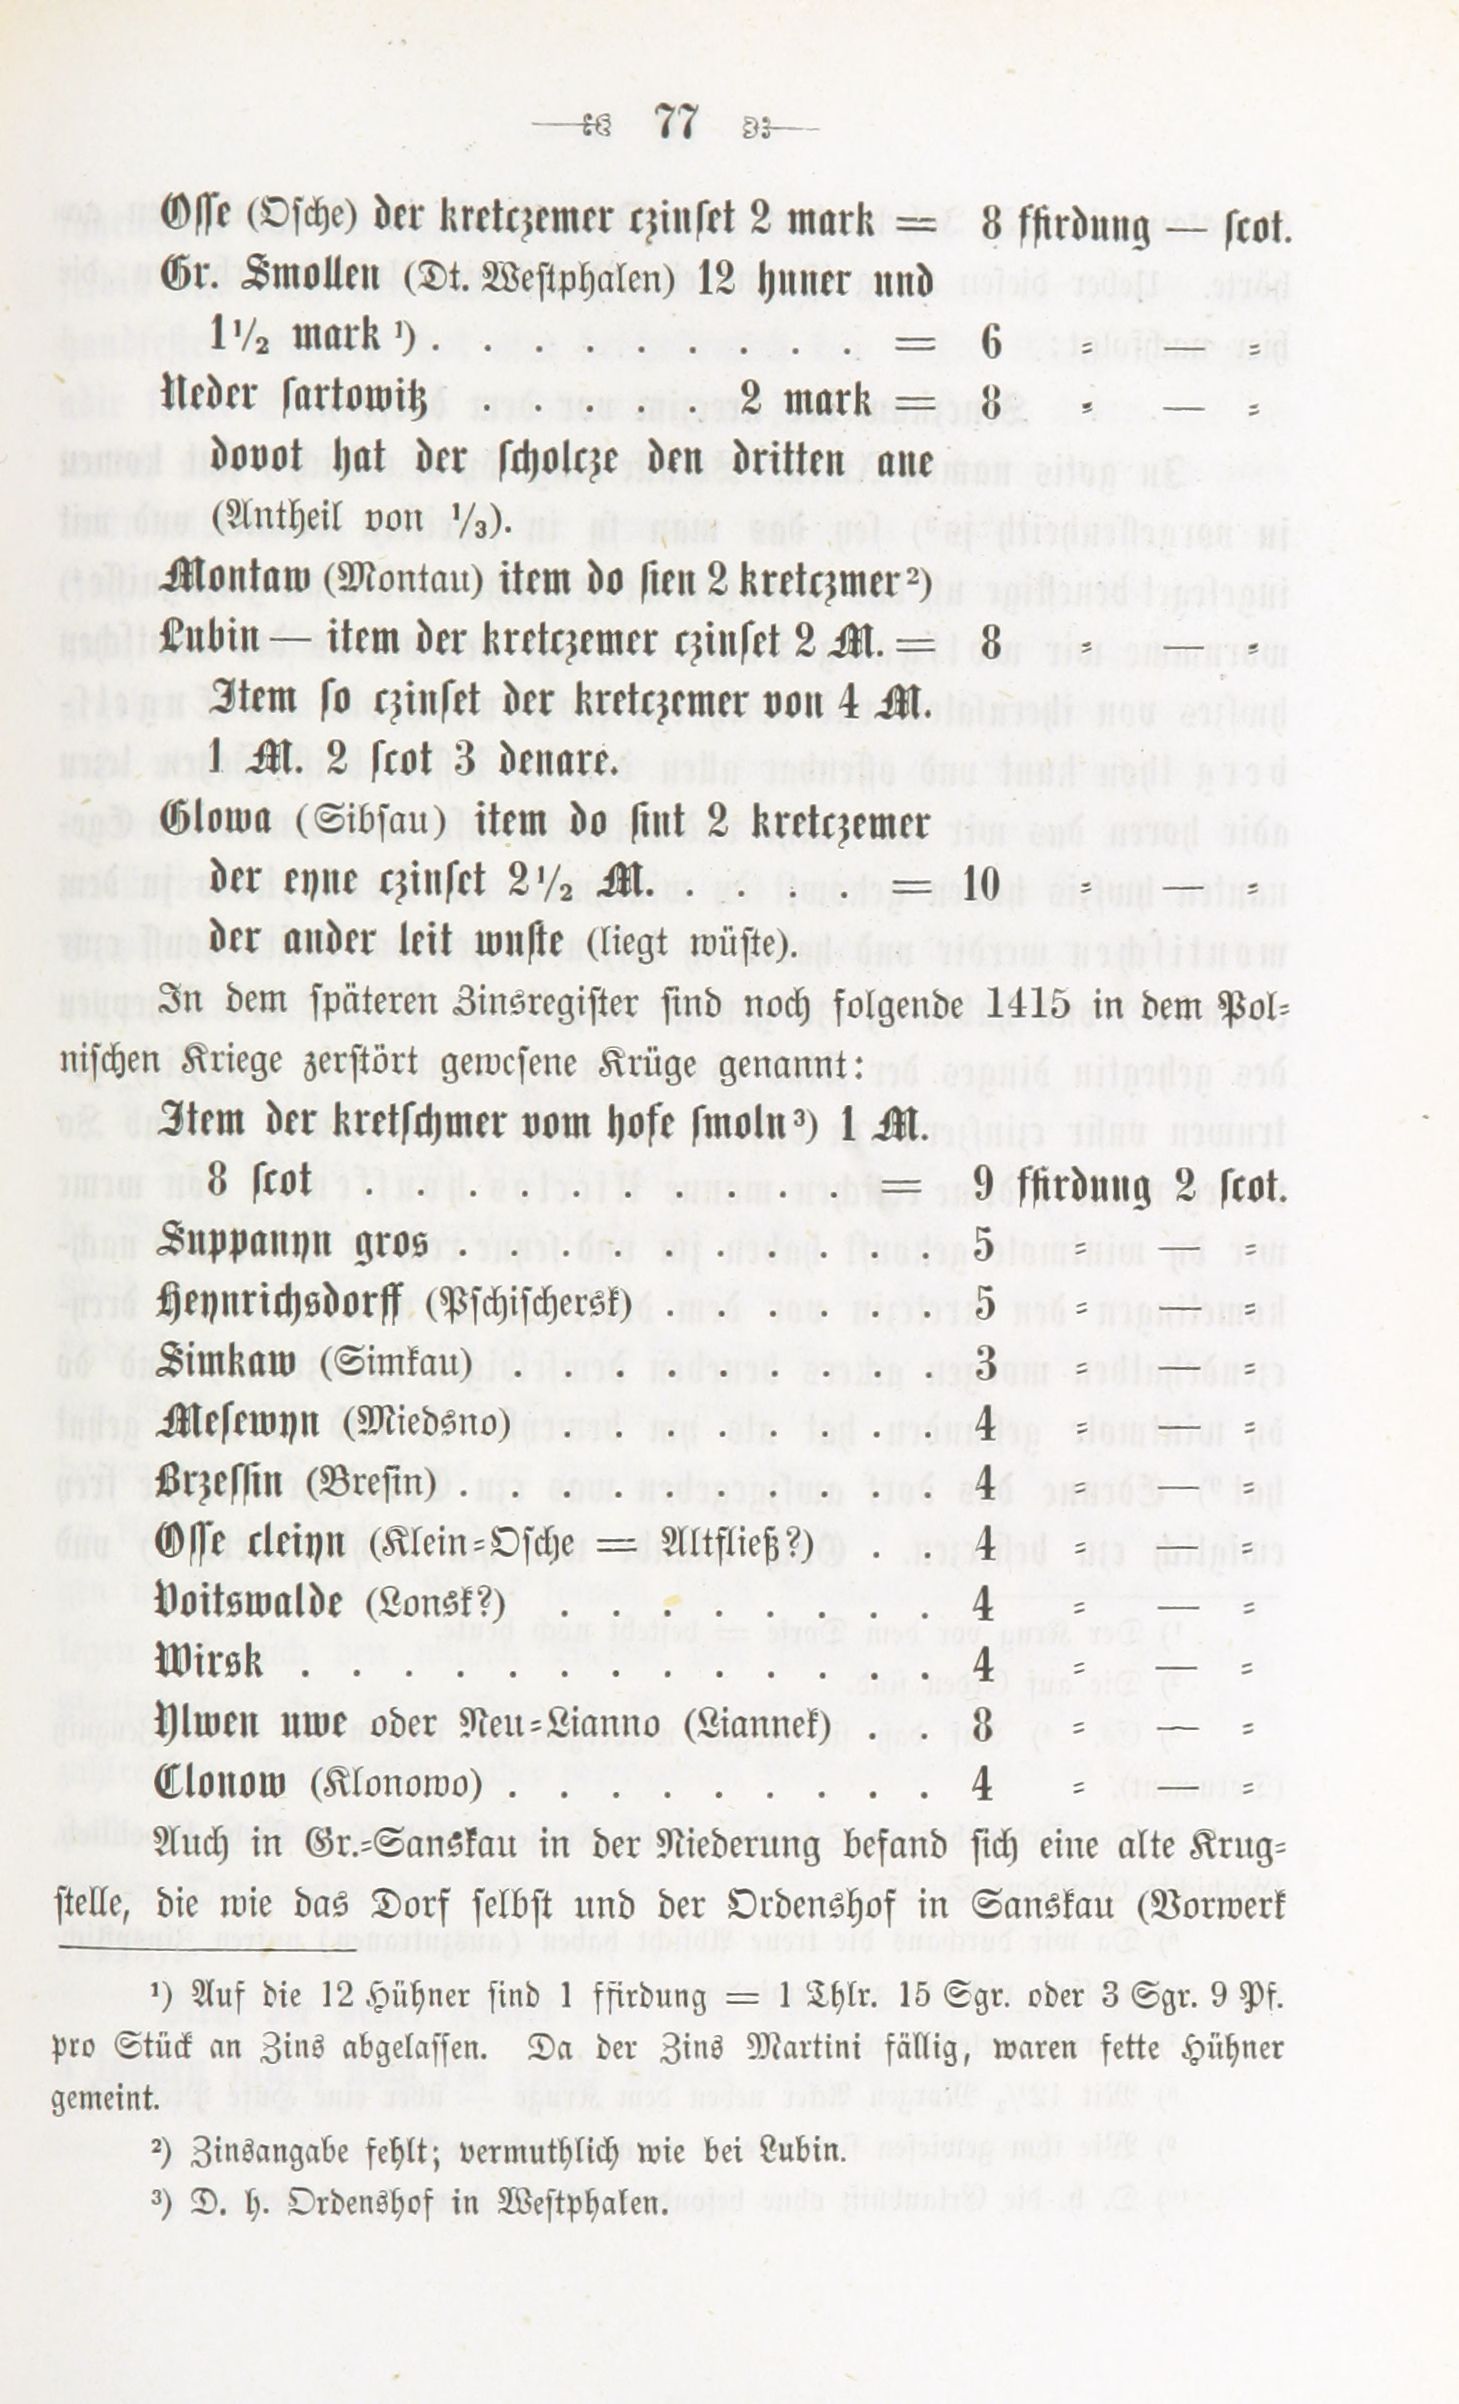 77
Osse (Osche) der kretczemer czinset 2 mark = 8 ffirdung — scot.
Gr. Smollen (Dt. Westphalen) 12 huner und
1½ mark ¹) . . . . . . . . . = 6 „ — „
Neder sartowitz . . . . . 2 mark = 8 „ — „
dovot hat der scholcze den dritten ane
(Antheil von ⅓).
Montaw (Montau) item do sien 2 kretczmer ²)
Lubin — item der kretczemer czinset 2 M. = 8 „ — „
Item so czinset der kretczemer von 4 M.
1 M. 2 scot 3 denare.
Glowa (Sibsau) item do sint 2 kretczemer
der eyne czinset 2½ M. . . . . = 10 „ — „
der ander leit wuste (liegt wüste).
In dem späteren Zinsregister sind noch folgende 1415 in dem Pol-
nischen Kriege zerstört gewesene Krüge genannt:
Item der kretschmer vom hofe smoln ³) 1 M.
8 scot . . . . . . . . . . = 9 ffirdung 2 scot.
Suppanyn gros . . . . . . . . . . 5 „ — „
Heynrichsdorff (Pschischersk) . . . . . . 5 „ — „
Simkaw (Simkau) . . . . . . . . . 3 „ — „
Mesewyn (Miedsno) . . . . . . . . 4 „ — „
Brzessin (Bresin) . . . . . . . . . . 4 „ — „
Osse cleiyn (Klein-Osche = Altfließ?) . . 4 „ — „
Voitswalde (Lonsk?) . . . . . . . . 4 „ — „
Wirsk . . . . . . . . . . . . . 4 „ — „
Ylwen uwe oder Neu-Lianno (Liannek) . . 8 „ — „
Clonow (Klonowo) . . . . . . . . . 4 „ — „
Auch in Gr.-Sanskau in der Niederung befand sich eine alte Krug-
stelle, die wie das Dorf selbst und der Ordenshof in Sanskau (Vorwerk
¹) Auf die 12 Hühner sind 1 ffirdung = 1 Thlr. 15 Sgr. oder 3 Sgr. 9 Pf.
pro Stück an Zins abgelassen. Da der Zins Martini fällig, waren fette Hühner
gemeint.
²) Zinsangabe fehlt; vermuthlich wie bei Lubin.
³) D. h. Ordenshof in Westphalen.